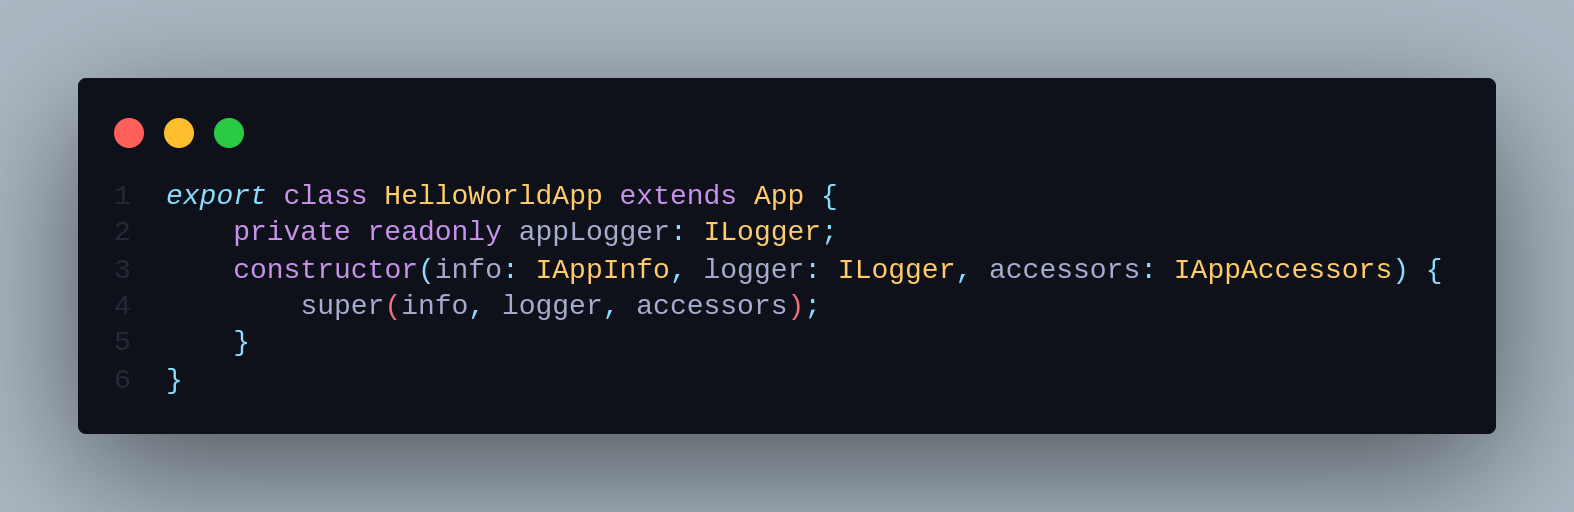 1 export class HelloWorldApp extends App {
2     private readonly appLogger: ILogger;
3     constructor(info: IAppInfo, logger: ILogger, accessors: IAppAccessors) {
4         super(info, logger, accessors);
5     }
6 }